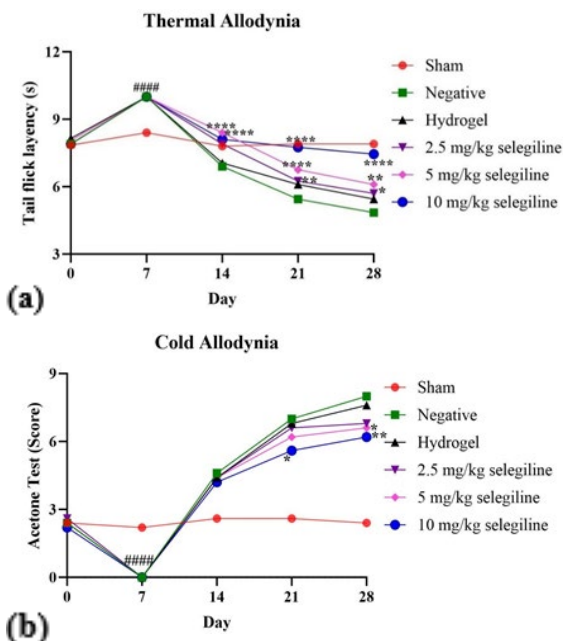 Thermal Allodynia
Tail flick layency (s)
12
9
6
3
####
****
****
****
****
**
****
**
*
0 7 14 21 28
Day
Sham
Negative
Hydrogel
2.5 mg/kg selegiline
5 mg/kg selegiline
10 mg/kg selegiline
(a)
Cold Allodynia
Acetone Test (Score)
9
6
3
0
####
*
*
**
0 7 14 21 28
Day
Sham
Negative
Hydrogel
2.5 mg/kg selegiline
5 mg/kg selegiline
10 mg/kg selegiline
(b)